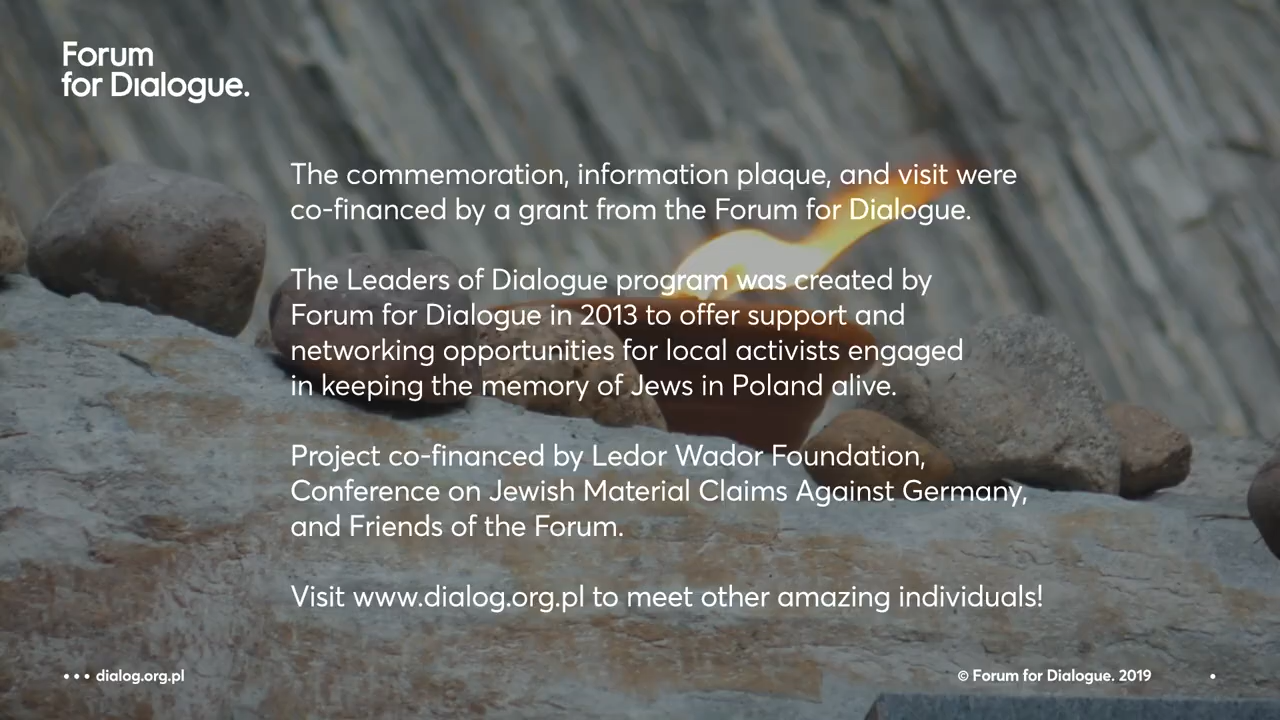 Forum
for Dialogue.
The commemoration, information plaque, and visit were
co-financed by a grant from the Forum for Dialogue.
The Leaders of Dialogue program was created by
Forum for Dialogue in 2013 to offer support and
networking opportunities for local activists engaged
in keeping the memory of Jews in Poland alive.
Project co-financed by Ledor Wador Foundation,
Conference on Jewish Material Claims Against Germany,
and Friends of the Forum.
Visit www.dialog.org.pl to meet other amazing individuals!
••• dialog.org.pl
© Forum for Dialogue. 2019 •